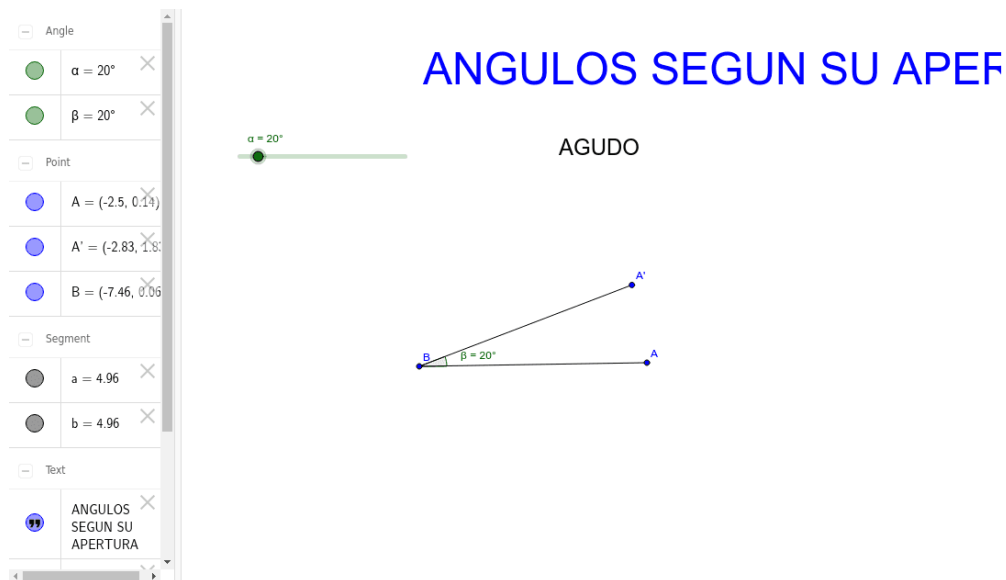 Angle
α = 20°
β = 20°
Point
A = (-2.5, 0.14)
A' = (-2.83, 1.8
B = (-7.46, 0.06
Segment
a = 4.96
b = 4.96
Text
ANGULOS
SEGUN SU
APERTURA
ANGULOS SEGUN SU APER
α = 20°
AGUDO
A'
B
β = 20°
A